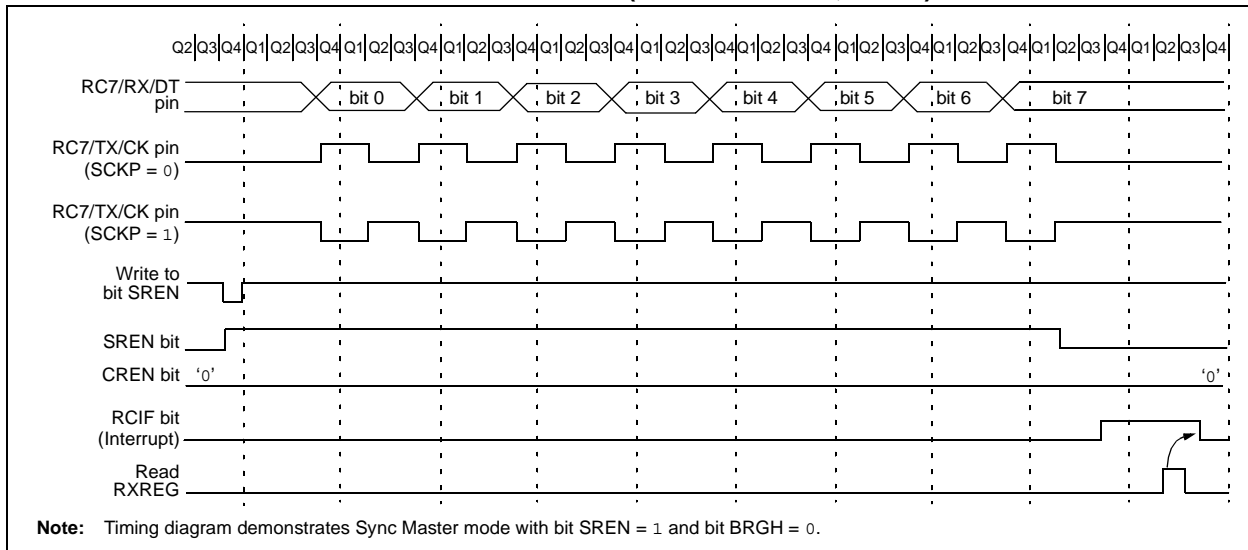 Q2 Q3 Q4 Q1 Q2 Q3 Q4 Q1 Q2 Q3 Q4 Q1 Q2 Q3 Q4 Q1 Q2 Q3 Q4 Q1 Q2 Q3 Q4 Q1 Q2 Q3 Q4 Q1 Q2 Q3 Q4 Q1 Q2 Q3 Q4 Q1 Q2 Q3 Q4 Q1 Q2 Q3 Q4
RC7/RX/DT
pin
bit 0 bit 1 bit 2 bit 3 bit 4 bit 5 bit 6 bit 7
RC7/TX/CK pin
(SCKP = 0)
RC7/TX/CK pin
(SCKP = 1)
Write to
bit SREN
SREN bit
CREN bit ‘0’ ‘0’
RCIF bit
(Interrupt)
Read
RXREG
Note: Timing diagram demonstrates Sync Master mode with bit SREN = 1 and bit BRGH = 0.